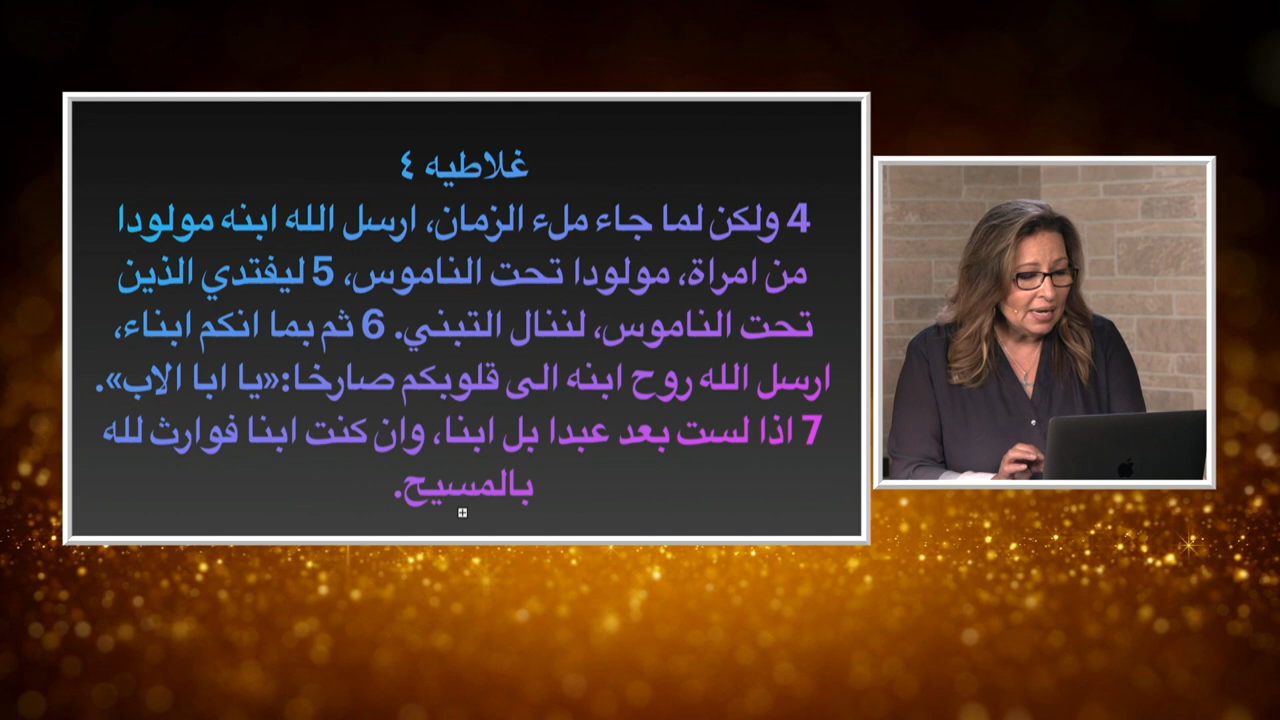 غلاطيه ٤
4 ولكن لما جاء ملء الزمان، ارسل الله ابنه مولودا
من امراة، مولودا تحت الناموس، 5 ليفتدي الذين
تحت الناموس، لننال التبني. 6 ثم بما انكم ابناء،
ارسل الله روح ابنه الى قلوبكم صارخا:«يا ابا الاب».
7 اذا لست بعد عبدا بل ابنا، وان كنت ابنا فوارث لله
بالمسيح.